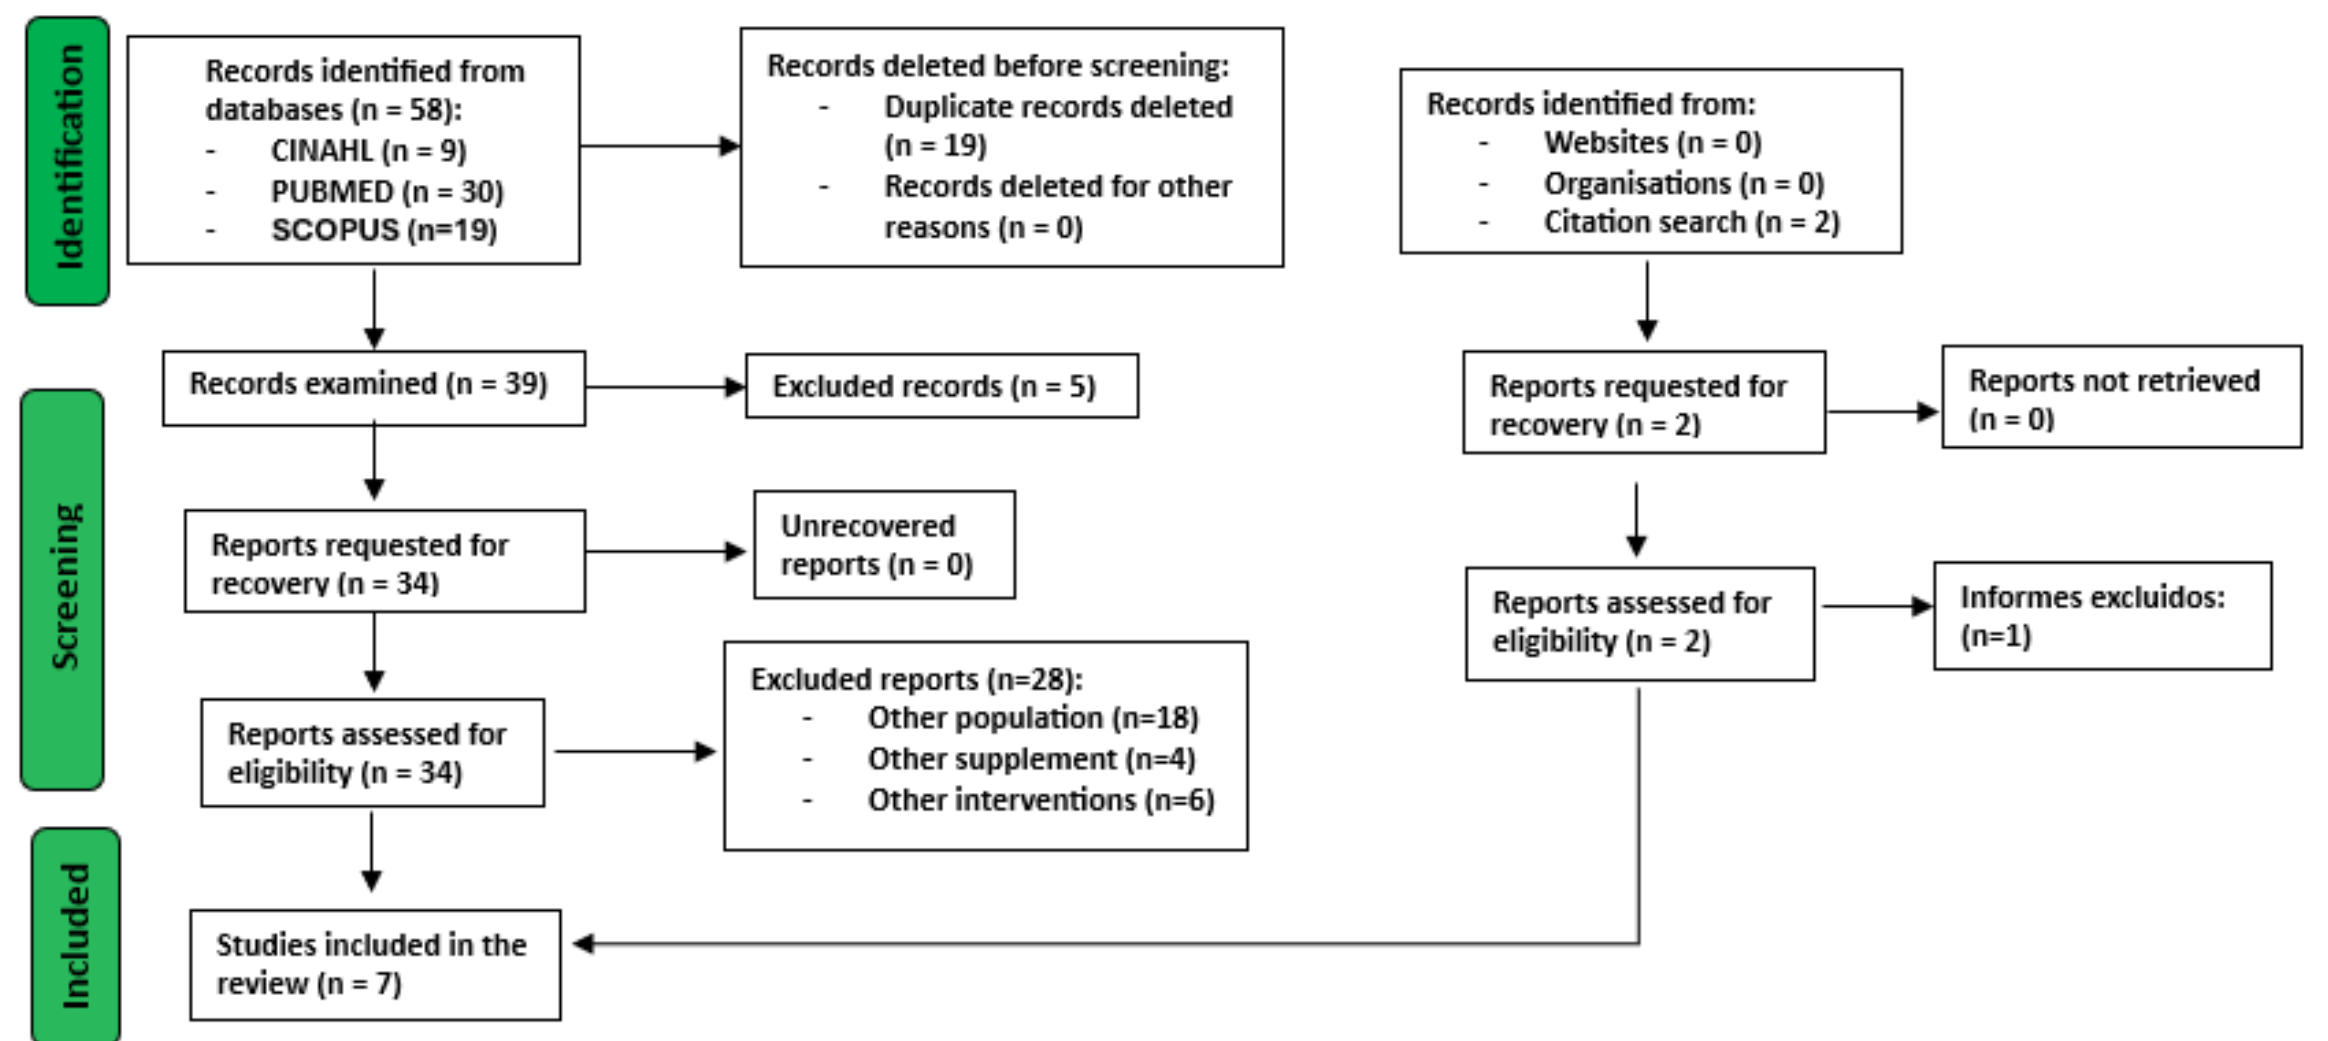 Identification
Records identified from
databases (n = 58):
- CINAHL (n = 9)
- PUBMED (n = 30)
- SCOPUS (n=19)
Records deleted before screening:
- Duplicate records deleted
(n = 19)
- Records deleted for other
reasons (n = 0)
Records identified from:
- Websites (n = 0)
- Organisations (n = 0)
- Citation search (n = 2)
Screening
Records examined (n = 39)
Excluded records (n = 5)
Reports requested for
recovery (n = 2)
Reports not retrieved
(n = 0)
Reports requested for
recovery (n = 34)
Unrecovered
reports (n = 0)
Reports assessed for
eligibility (n = 2)
Informes excluidos:
(n=1)
Reports assessed for
eligibility (n = 34)
Excluded reports (n=28):
- Other population (n=18)
- Other supplement (n=4)
- Other interventions (n=6)
Included
Studies included in the
review (n = 7)